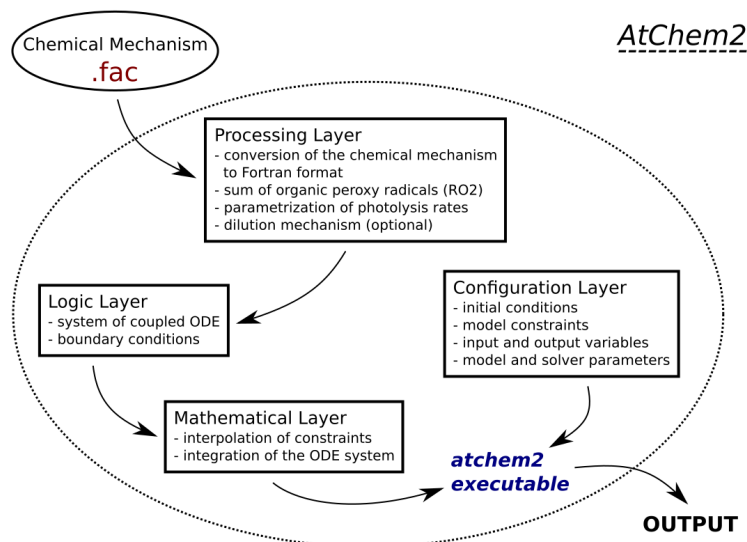 AtChem2
Chemical Mechanism
.fac
Processing Layer
- conversion of the chemical mechanism
to Fortran format
- sum of organic peroxy radicals (RO2)
- parametrization of photolysis rates
- dilution mechanism (optional)
Logic Layer
- system of coupled ODE
- boundary conditions
Configuration Layer
- initial conditions
- model constraints
- input and output variables
- model and solver parameters
Mathematical Layer
- interpolation of constraints
- integration of the ODE system
atchem2
executable
OUTPUT